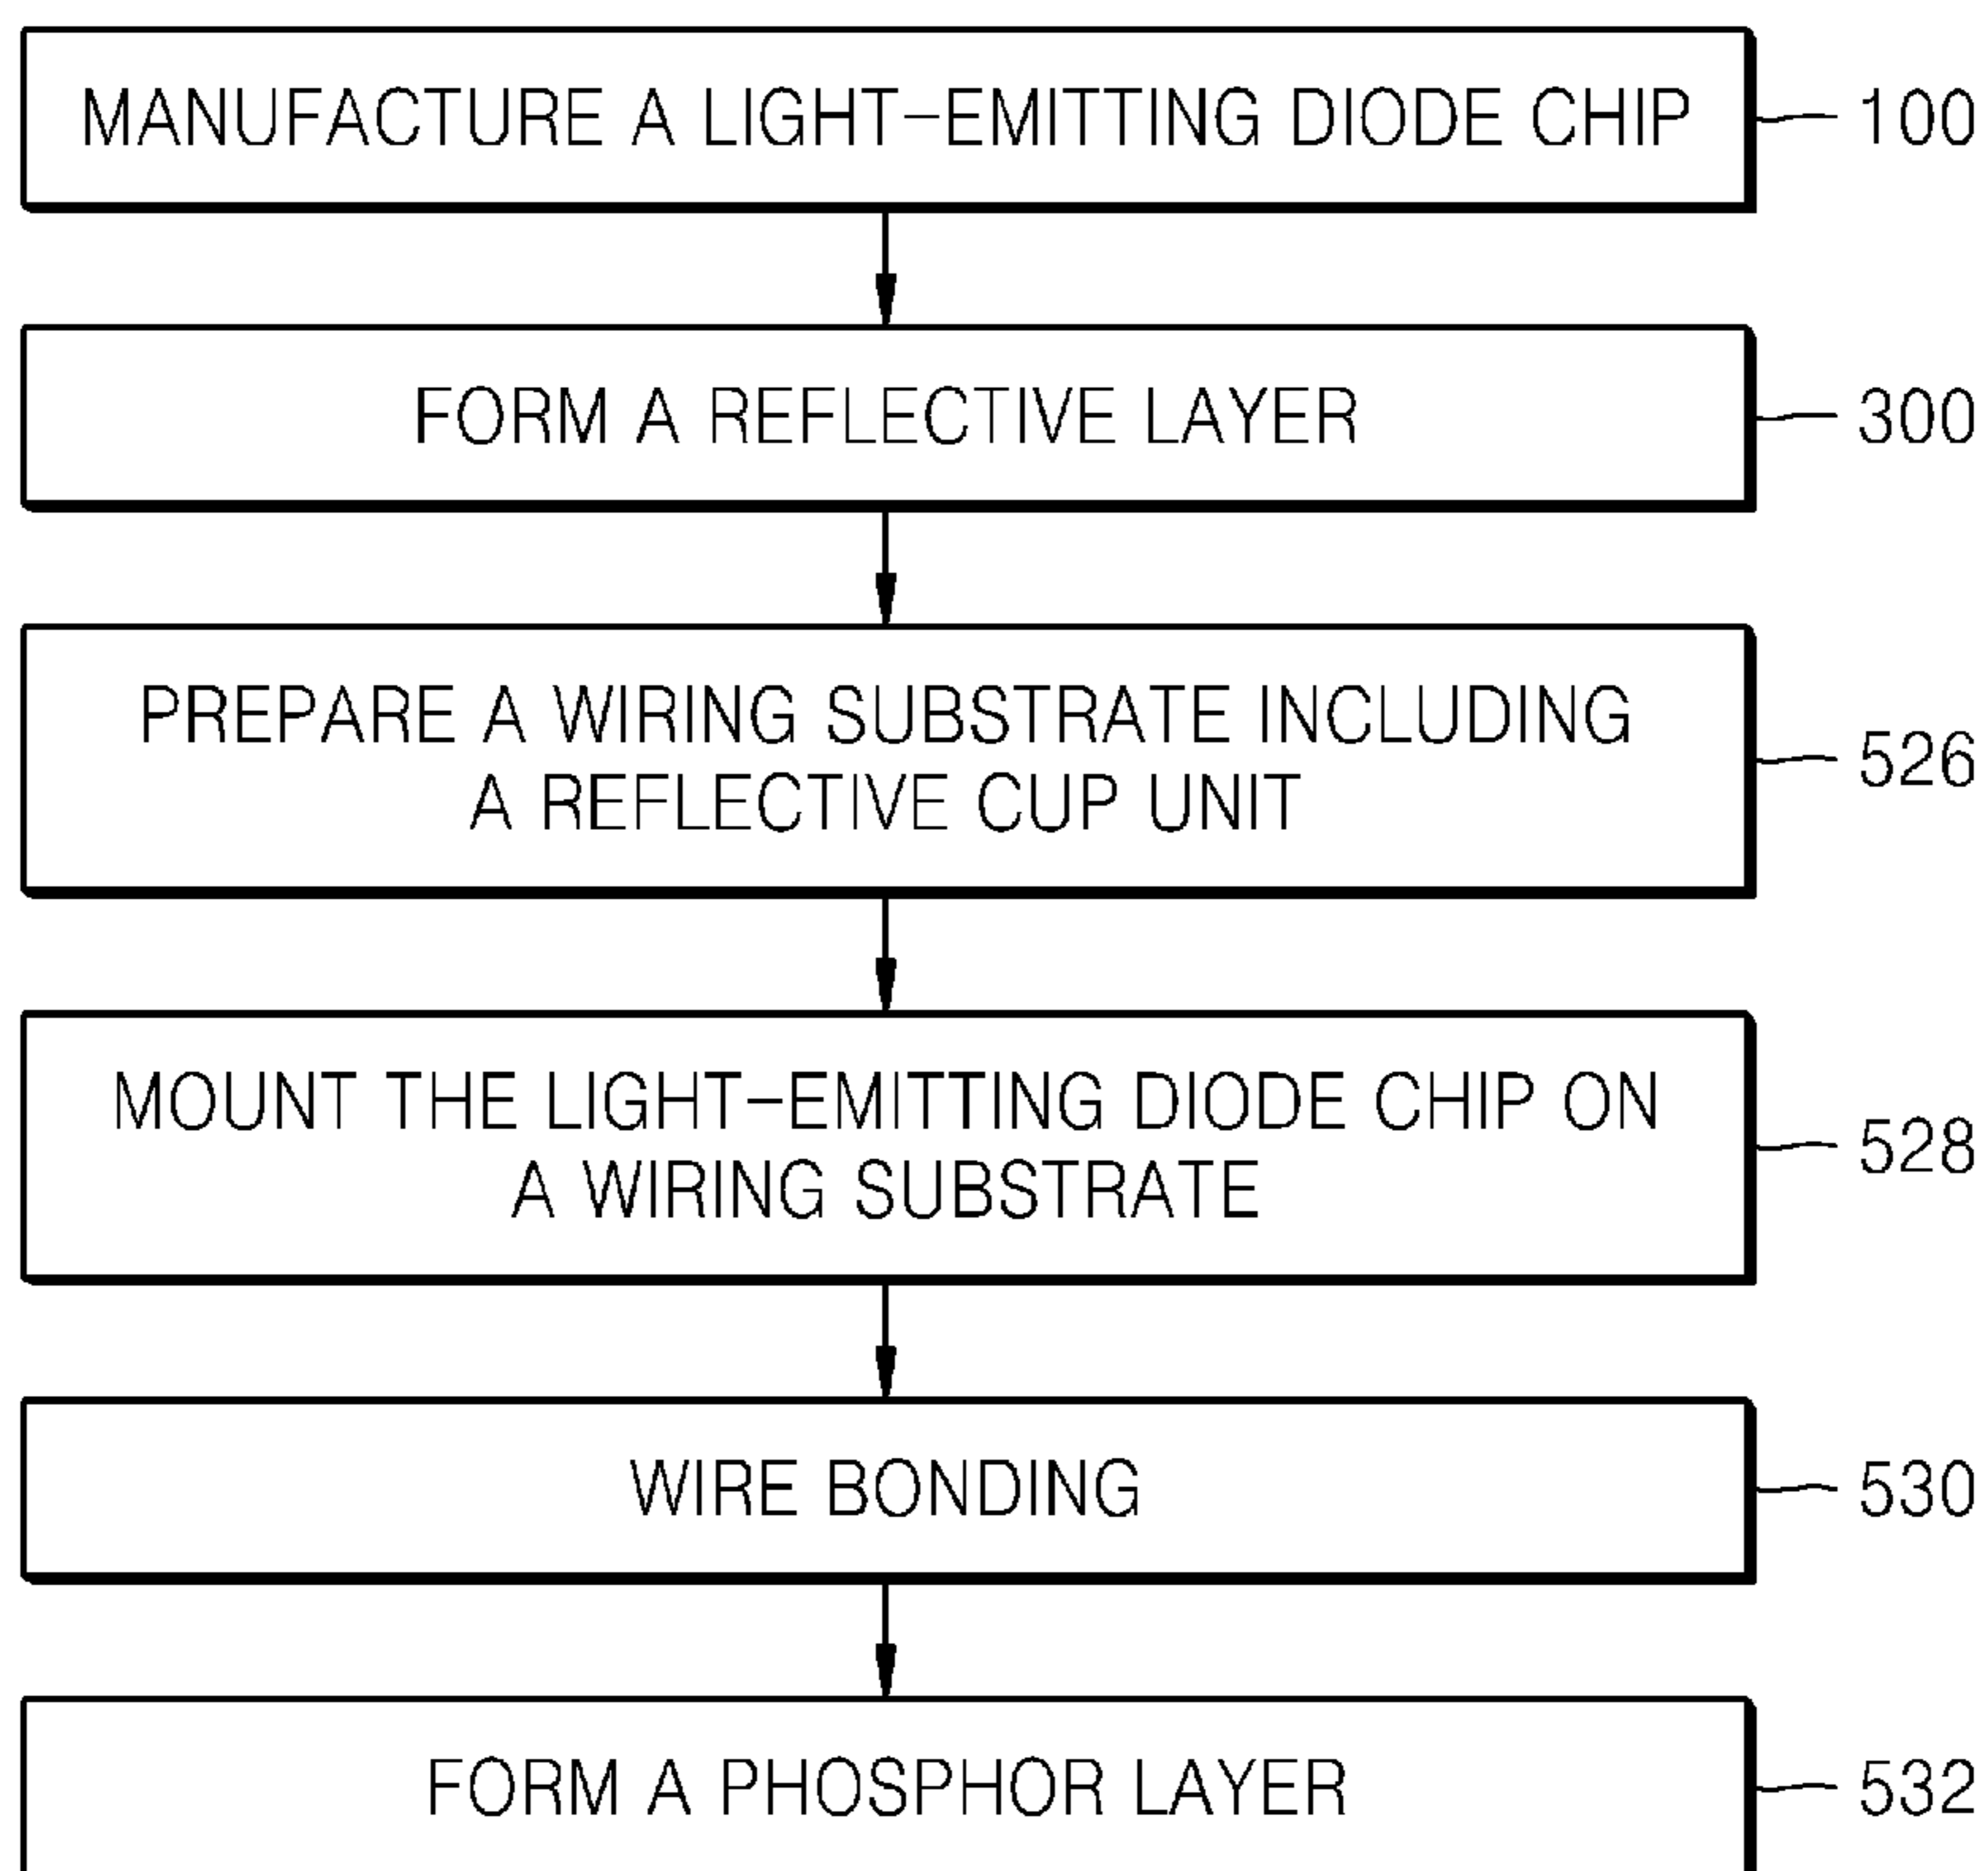 MANUFACTURE A LIGHT-EMITTING DIODE CHIP
100
FORM A REFLECTIVE LAYER
300
PREPARE A WIRING SUBSTRATE INCLUDING
A REFLECTIVE CUP UNIT
526
MOUNT THE LIGHT-EMITTING DIODE CHIP ON
A WIRING SUBSTRATE
528
WIRE BONDING
530
FORM A PHOSPHOR LAYER
532